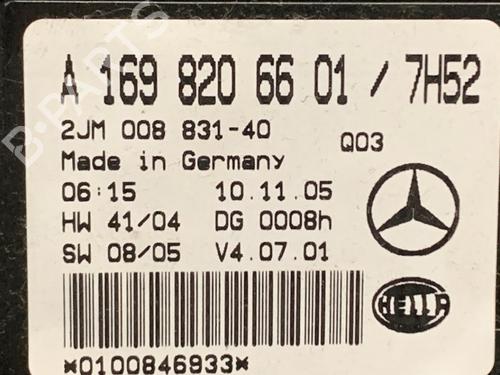 A 169 820 66 01 / 7H52
2JM 008 831-40
Q03
Made in Germany
06:15 10.11.05
HW 41/04 DG 0008h
SW 08/05 V4.07.01
HELLA
*0100846933*
B-PARTS